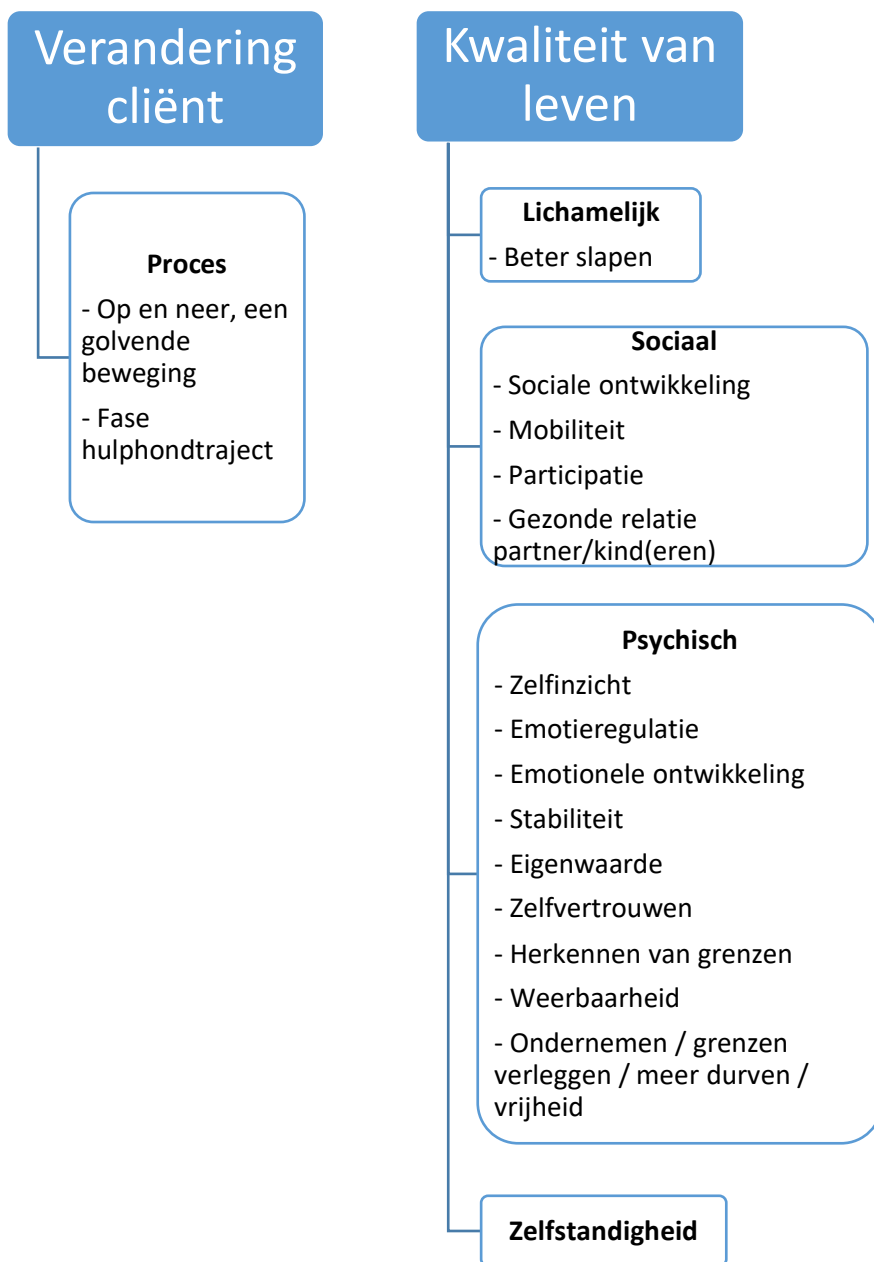 Verandering
cliënt
Proces
- Op en neer, een
golvende
beweging
- Fase
hulphondtraject
Kwaliteit van
leven
Lichamelijk
- Beter slapen
Sociaal
- Sociale ontwikkeling
- Mobiliteit
- Participatie
- Gezonde relatie
partner/kind(eren)
Psychisch
- Zelfinzicht
- Emotieregulatie
- Emotionele ontwikkeling
- Stabiliteit
- Eigenwaarde
- Zelfvertrouwen
- Herkennen van grenzen
- Weerbaarheid
- Ondernemen / grenzen
verleggen / meer durven /
vrijheid
Zelfstandigheid